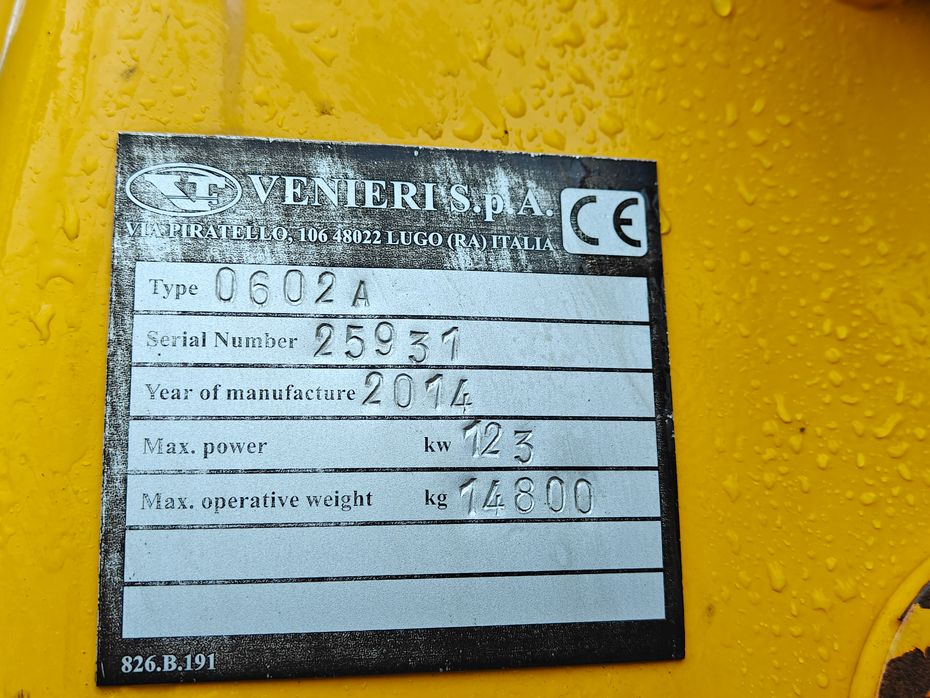 VENIERI S.p.A.
CE
VIA PIRATELLO, 106 48022 LUGO (RA) ITALIA
Type 0602A
Serial Number 25931
Year of manufacture 2014
Max. power kw 123
Max. operative weight kg 14800
826.B.191